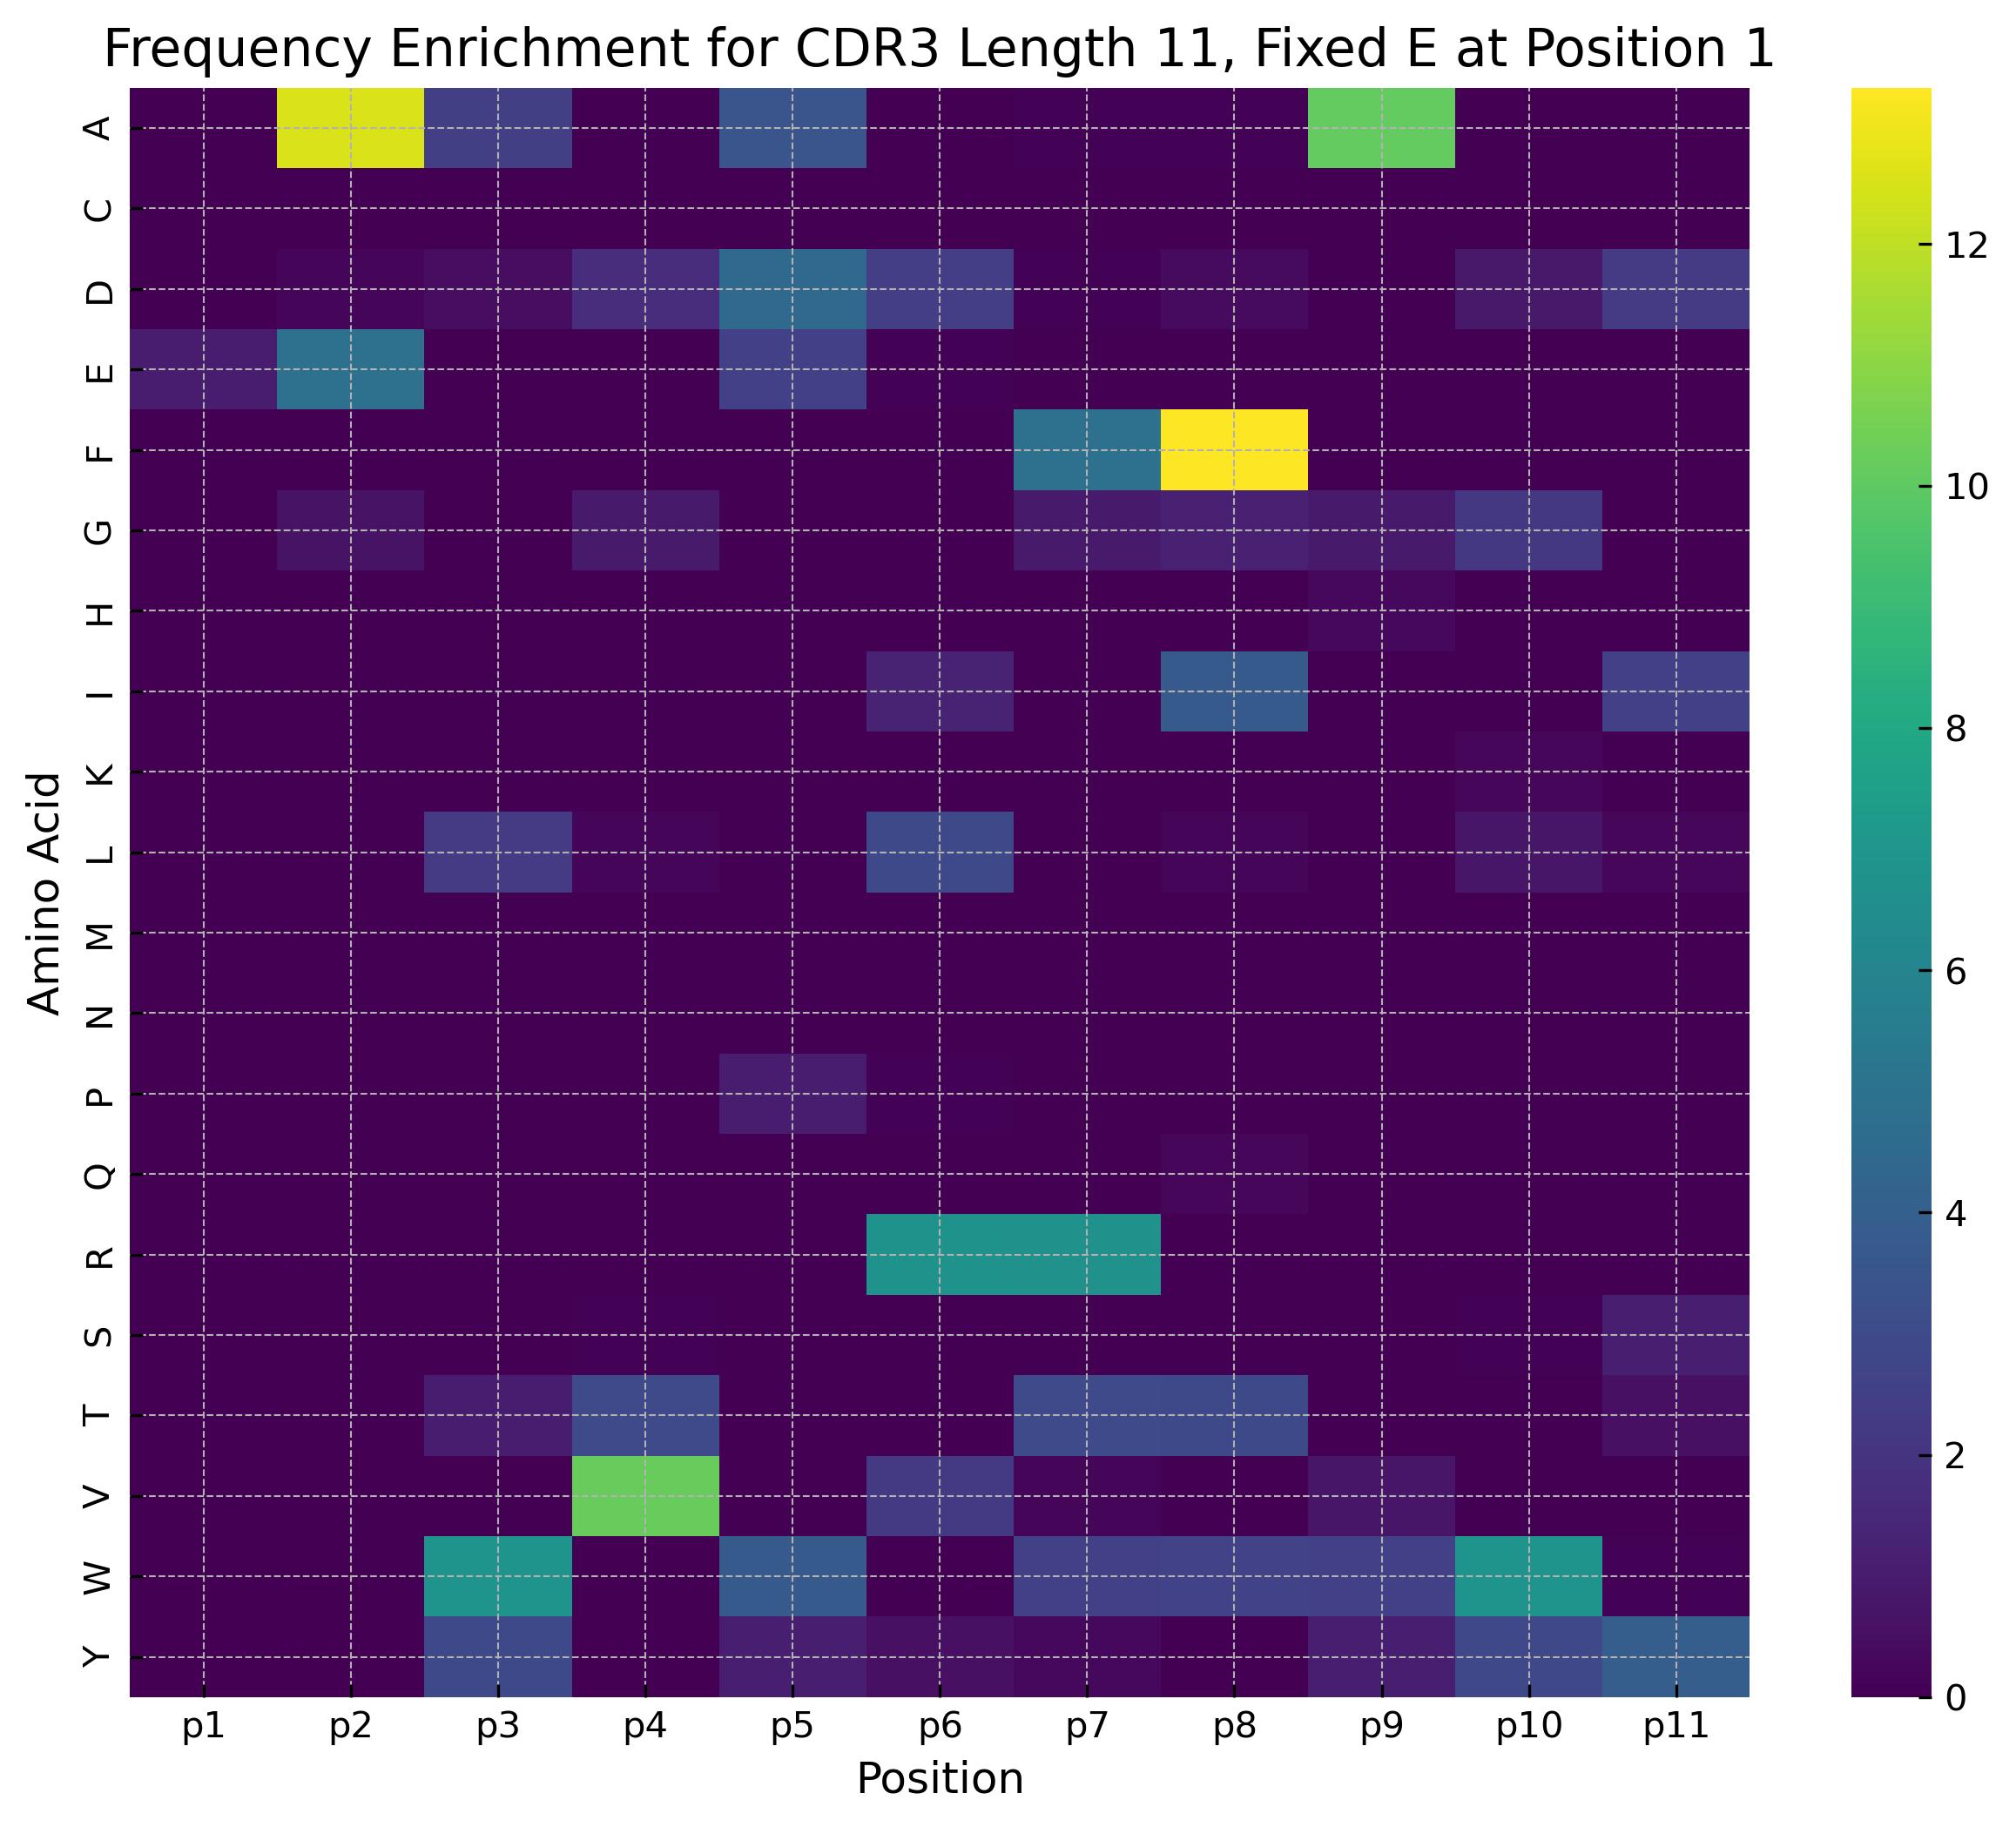 Frequency Enrichment for CDR3 Length 11, Fixed E at Position 1
Amino Acid
A
C
D
E
F
G
H
I
K
L
M
N
P
Q
R
S
T
V
W
Y
p1 p2 p3 p4 p5 p6 p7 p8 p9 p10 p11
Position
12
10
8
6
4
2
0